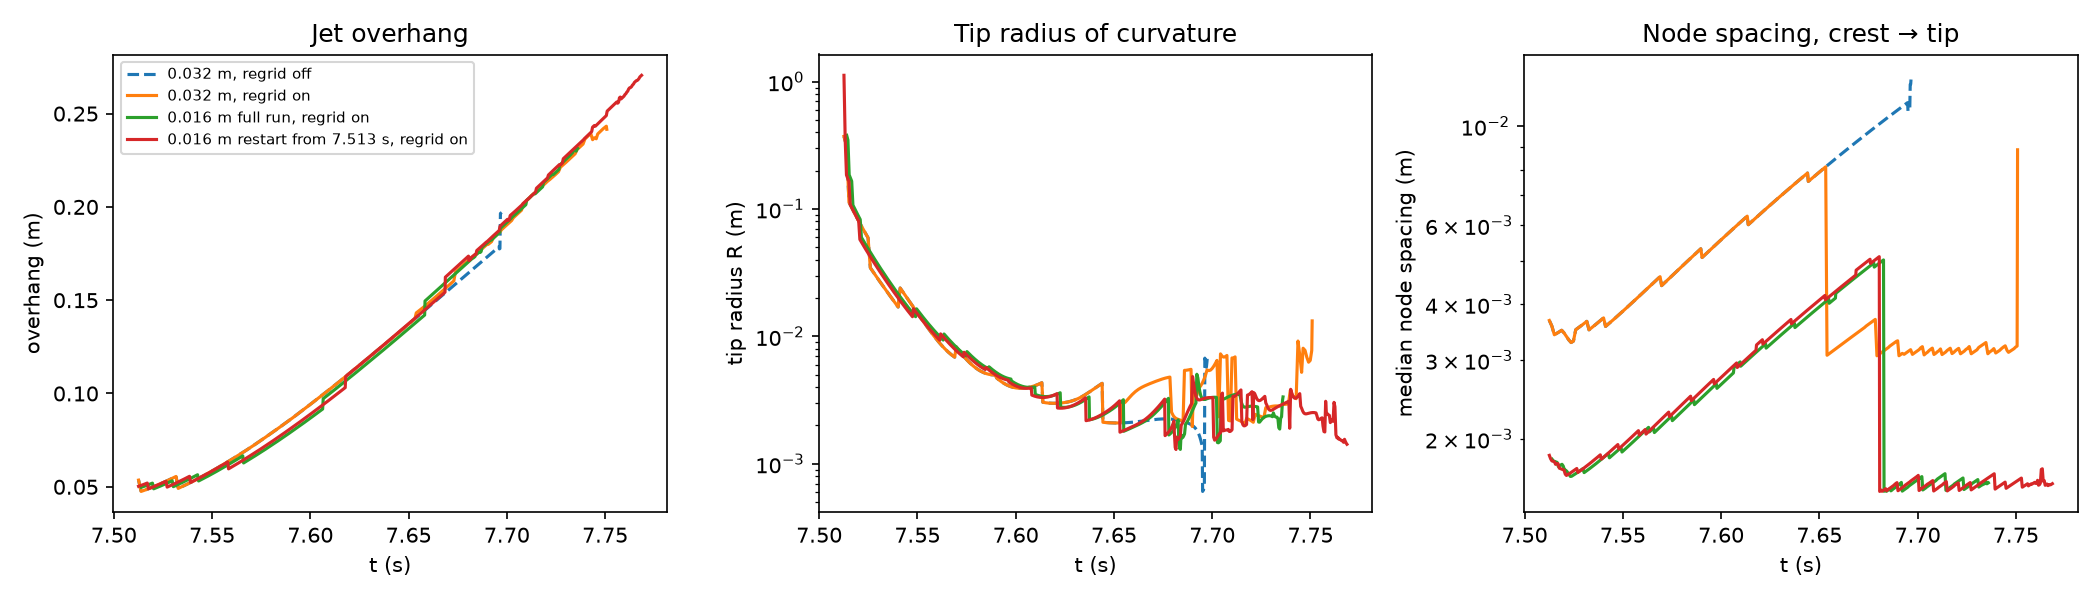 Jet overhang
overhang (m)
0.25
0.20
0.15
0.10
0.05
0.032 m, regrid off
0.032 m, regrid on
0.016 m full run, regrid on
0.016 m restart from 7.513 s, regrid on
7.50 7.55 7.60 7.65 7.70 7.75
t (s)
Tip radius of curvature
tip radius R (m)
10⁰
10⁻¹
10⁻²
10⁻³
7.50 7.55 7.60 7.65 7.70 7.75
t (s)
Node spacing, crest → tip
median node spacing (m)
10⁻²
6 × 10⁻³
4 × 10⁻³
3 × 10⁻³
2 × 10⁻³
7.50 7.55 7.60 7.65 7.70 7.75
t (s)